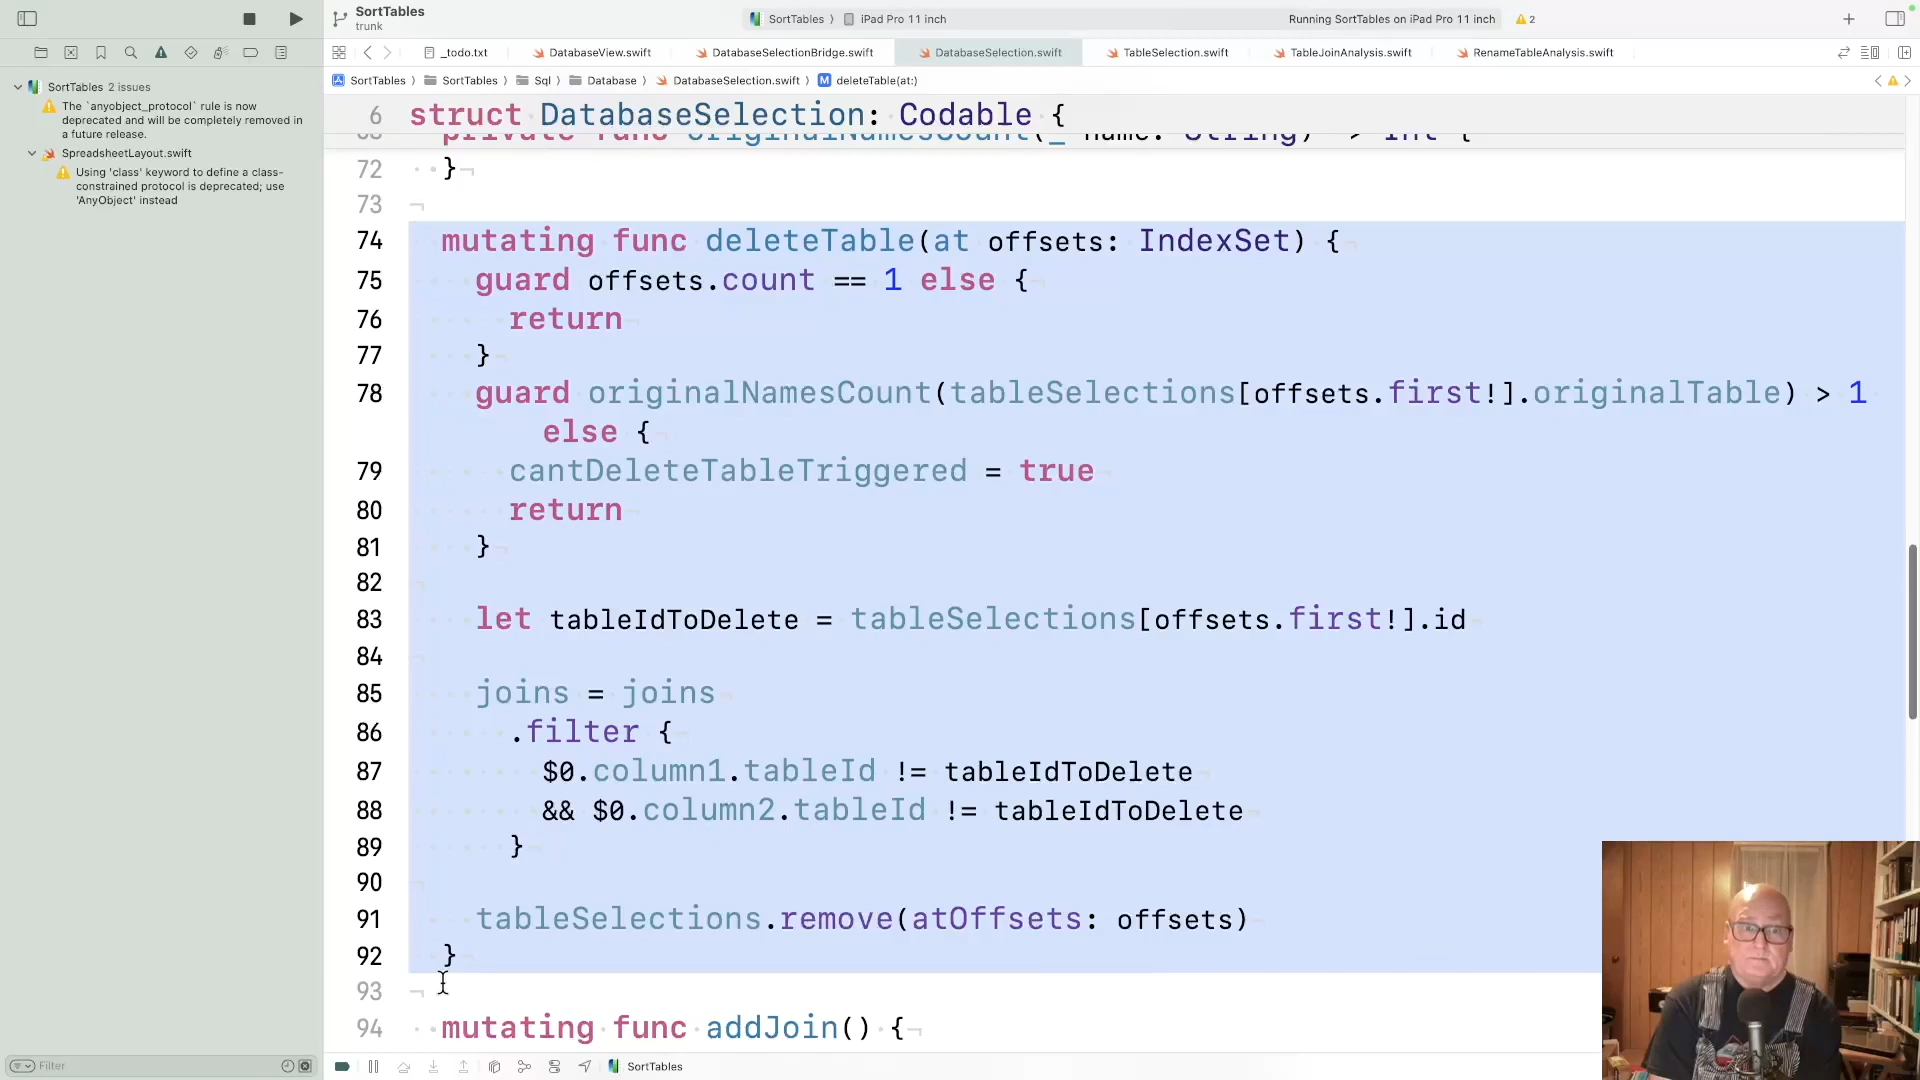 SortTables
trunk
SortTables
iPad Pro 11 inch
Running SortTables on iPad Pro 11 inch
2
_todo.txt
DatabaseView.swift
DatabaseSelectionBridge.swift
DatabaseSelection.swift
TableSelection.swift
TableJoinAnalysis.swift
RenameTableAnalysis.swift
SortTables
SortTables
Sql
Database
DatabaseSelection.swift
M deleteTable(at:)
SortTables 2 issues
The `anyobject_protocol` rule is now
deprecated and will be completely removed in
a future release.
SpreadsheetLayout.swift
Using 'class' keyword to define a class-
constrained protocol is deprecated; use
'AnyObject' instead
6 struct DatabaseSelection: Codable {
private func originalNamesCount(_ name: String) -> Int {
72 }
73
74 mutating func deleteTable(at offsets: IndexSet) {
75 guard offsets.count == 1 else {
76 return
77 }
78 guard originalNamesCount(tableSelections[offsets.first!].originalTable) > 1
else {
79 cantDeleteTableTriggered = true
80 return
81 }
82
83 let tableIdToDelete = tableSelections[offsets.first!].id
84
85 joins = joins
86 .filter {
87 $0.column1.tableId != tableIdToDelete
88 && $0.column2.tableId != tableIdToDelete
89 }
90
91 tableSelections.remove(atOffsets: offsets)
92 }
93
94 mutating func addJoin() {
Filter
SortTables